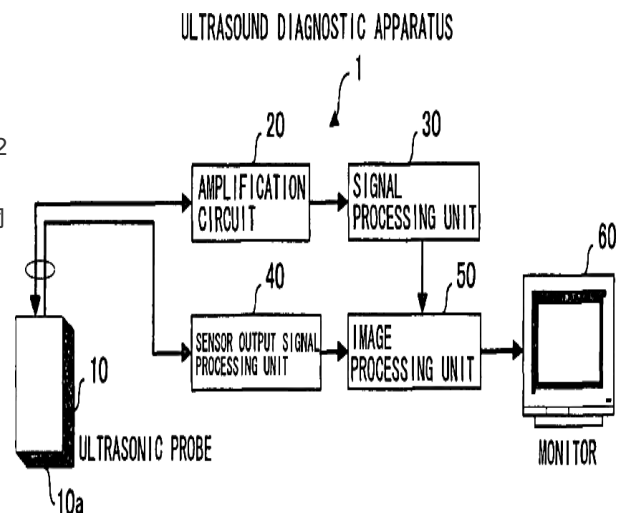 ULTRASOUND DIAGNOSTIC APPARATUS
1
20
30
2
AMPLIFICATION
CIRCUIT
SIGNAL
PROCESSING UNIT
60
40
50
SENSOR OUTPUT SIGNAL
PROCESSING UNIT
IMAGE
PROCESSING UNIT
10
ULTRASONIC PROBE
MONITOR
10a